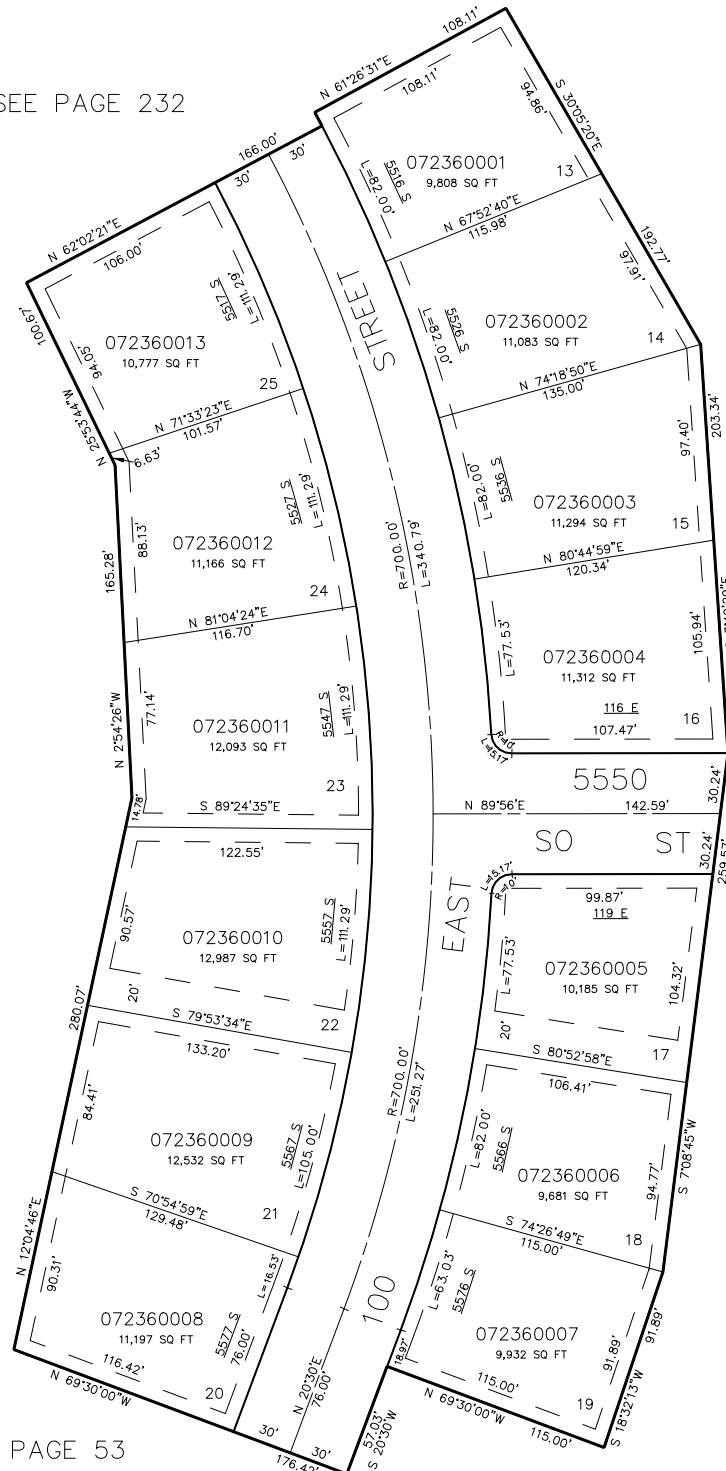 SEE PAGE 232
108.11'
N 61°26'31"E
108.11'
94.86'
S 30°05'20"E
166.00'
30'
30'
072360001
9,808 SQ FT
13
5516 S
L=82.00'
N 67°52'40"E
115.98'
192.77'
97.91'
N 62°02'21"E
106.00'
5517 S
L=111.29'
100.67'
94.05'
072360013
10,777 SQ FT
25
N 25°53'44"W
N 71°33'23"E
101.57'
6.63'
STREET
5526 S
L=82.00'
072360002
11,083 SQ FT
14
N 74°18'50"E
135.00'
203.34'
97.40'
L=82.00'
5536 S
072360003
11,294 SQ FT
15
N 80°44'59"E
120.34'
5527 S
L=111.29'
88.13'
165.28'
072360012
11,166 SQ FT
24
N 81°04'24"E
116.70'
R=700.00'
L=340.79'
L=77.53'
072360004
11,312 SQ FT
105.94'
116 E
16
107.47'
R=10'
L=15.17'
77.14'
N 2°54'26"W
072360011
12,093 SQ FT
5547 S
L=111.29'
23
14.78'
S 89°24'35"E
5550
30.24'
N 89°56'E
142.59'
SO ST
30.24'
259.57'
L=15.17'
R=10'
122.55'
90.57'
072360010
12,987 SQ FT
5557 S
L=111.29'
20'
22
S 79°53'34"E
EAST
99.87'
119 E
L=77.53'
072360005
10,185 SQ FT
104.32'
20'
17
S 80°52'58"E
280.07'
133.20'
84.41'
072360009
12,532 SQ FT
5567 S
L=105.00'
21
S 70°54'59"E
129.48'
R=700.00'
L=251.27'
106.41'
L=82.00'
5566 S
072360006
9,681 SQ FT
94.77'
S 7°08'45"W
18
S 74°26'49"E
115.00'
N 12°04'46"E
90.31'
L=16.53'
072360008
11,197 SQ FT
5577 S
76.00'
116.42'
20
N 69°30'00"W
100
N 20°30'E
76.00'
L=63.03'
5576 S
072360007
9,932 SQ FT
91.89'
91.89'
18.97'
115.00'
19
N 69°30'00"W
115.00'
S 18°32'13"W
57.03'
S 20°30'W
30'
30'
176.42'
PAGE 53